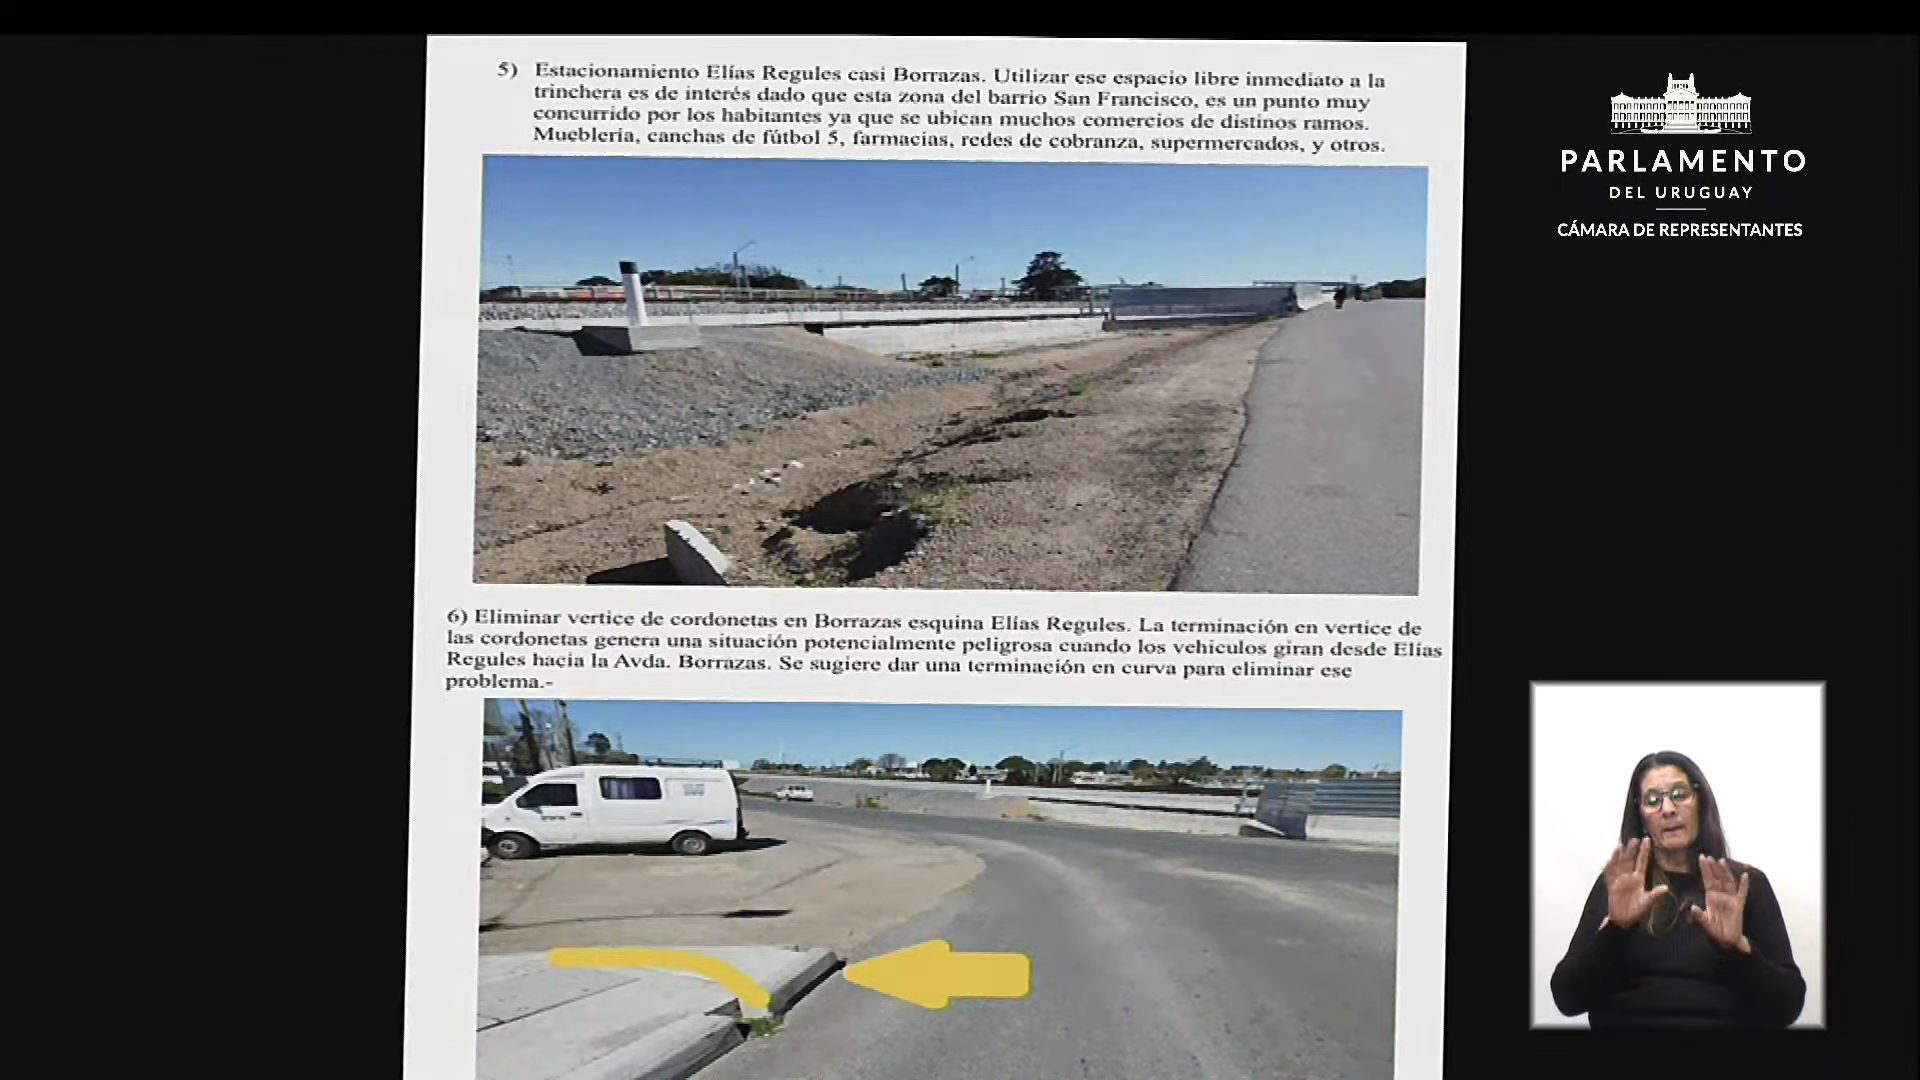 5) Estacionamiento Elías Regules casi Borrazas. Utilizar ese espacio libre inmediato a la
trinchera es de interés dado que esta zona del barrio San Francisco, es un punto muy
concurrido por los habitantes ya que se ubican muchos comercios de distinos ramos.
Mueblería, canchas de fútbol 5, farmacias, redes de cobranza, supermercados, y otros.
6) Eliminar vertice de cordonetas en Borrazas esquina Elías Regules. La terminación en vertice de
las cordonetas genera una situación potencialmente peligrosa cuando los vehiculos giran desde Elías
Regules hacia la Avda. Borrazas. Se sugiere dar una terminación en curva para eliminar ese
problema.-
PARLAMENTO
DEL URUGUAY
CÁMARA DE REPRESENTANTES